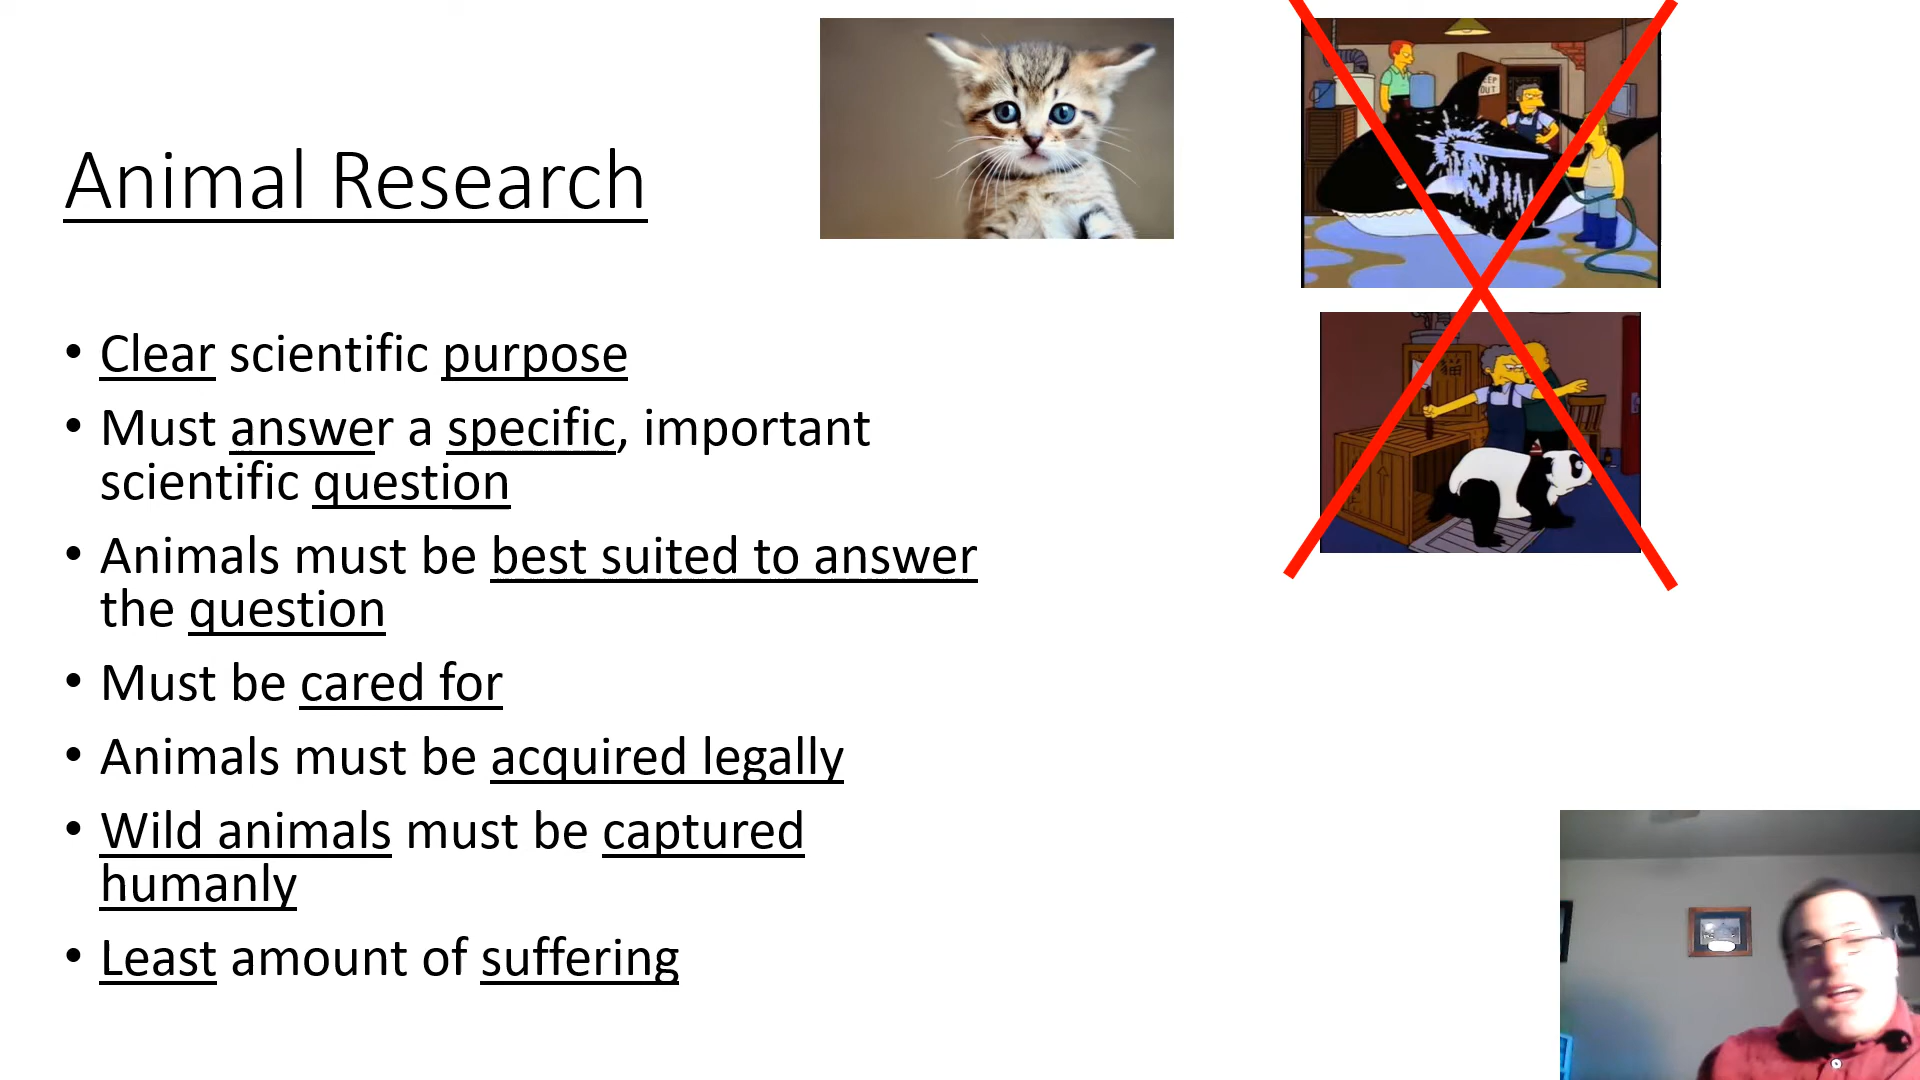 Animal Research
• Clear scientific purpose
• Must answer a specific, important
scientific question
• Animals must be best suited to answer
the question
• Must be cared for
• Animals must be acquired legally
• Wild animals must be captured
humanly
• Least amount of suffering
OUT